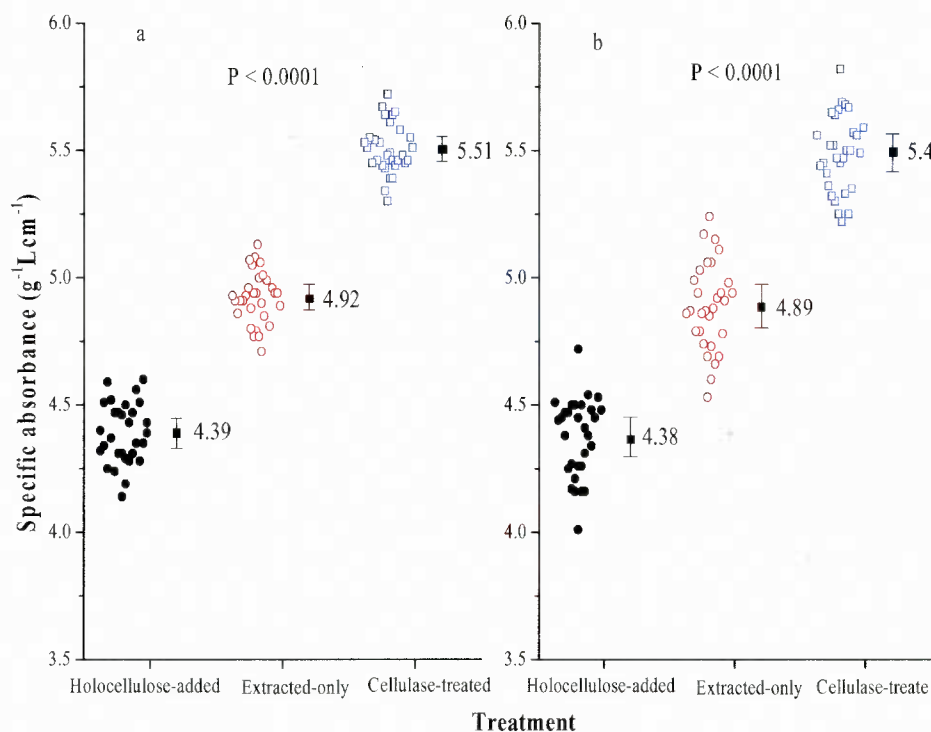 6.0
a
P < 0.0001
5.5
5.51
5.0
4.92
4.5
4.39
4.0
3.5
Holocellulose-added Extracted-only Cellulase-treated
Specific absorbance (g⁻¹Lcm⁻¹)
6.0
b
P < 0.0001
5.5
5.4
5.0
4.89
4.5
4.38
4.0
3.5
Holocellulose-added Extracted-only Cellulase-treate
Treatment